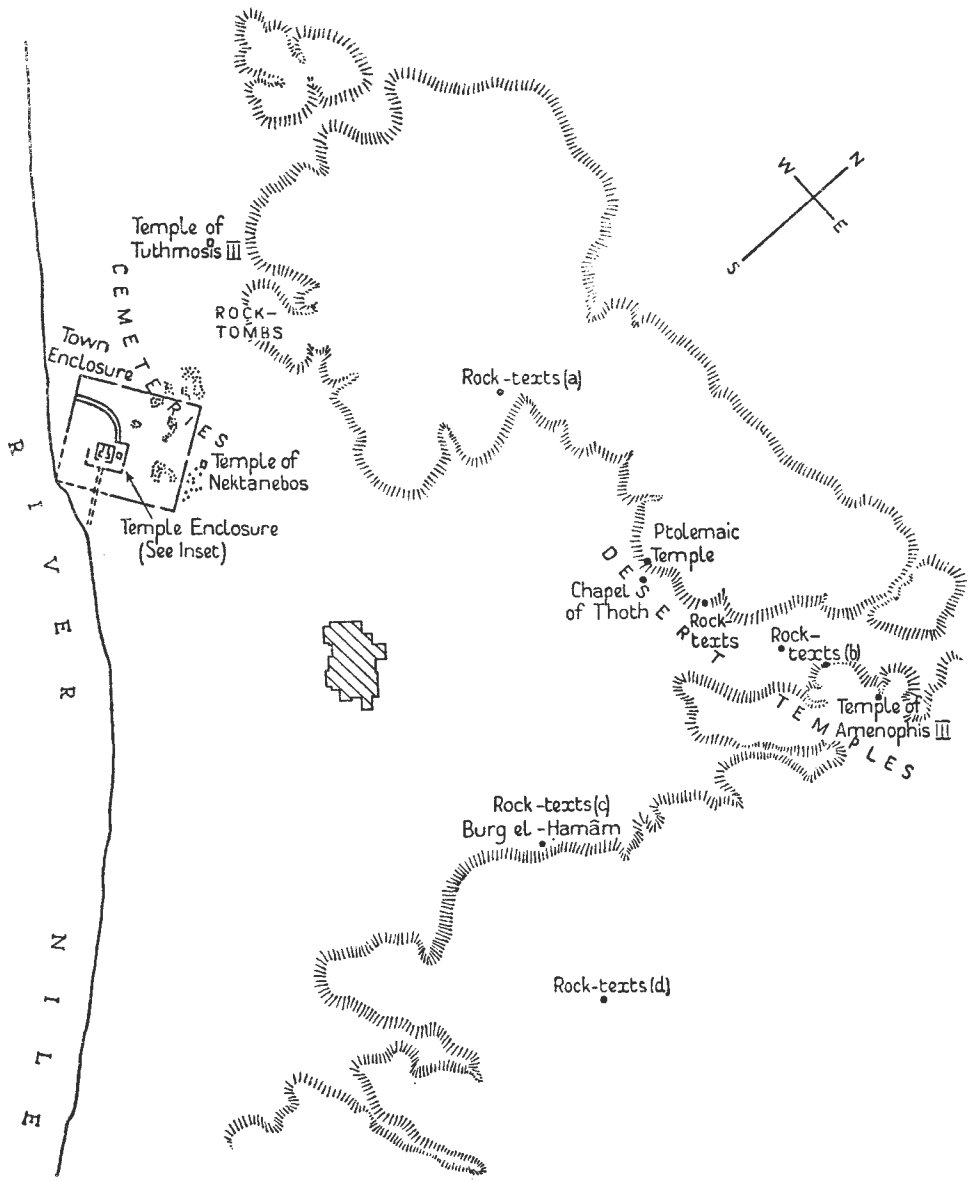 W
N
E
S
Temple of
Tuthmosis III
CEMETERIES
ROCK-
TOMBS
Town
Enclosure
Rock-texts (a)
Temple of
Nektanebos
Temple Enclosure
(See Inset)
RIVER NILE
Ptolemaic
Temple
Chapel
of Thoth
DESERT TEMPLES
Rock-
texts
Rock-
texts (b)
Temple of
Amenophis III
Rock-texts (c)
Burg el-Hamâm
Rock-texts (d)